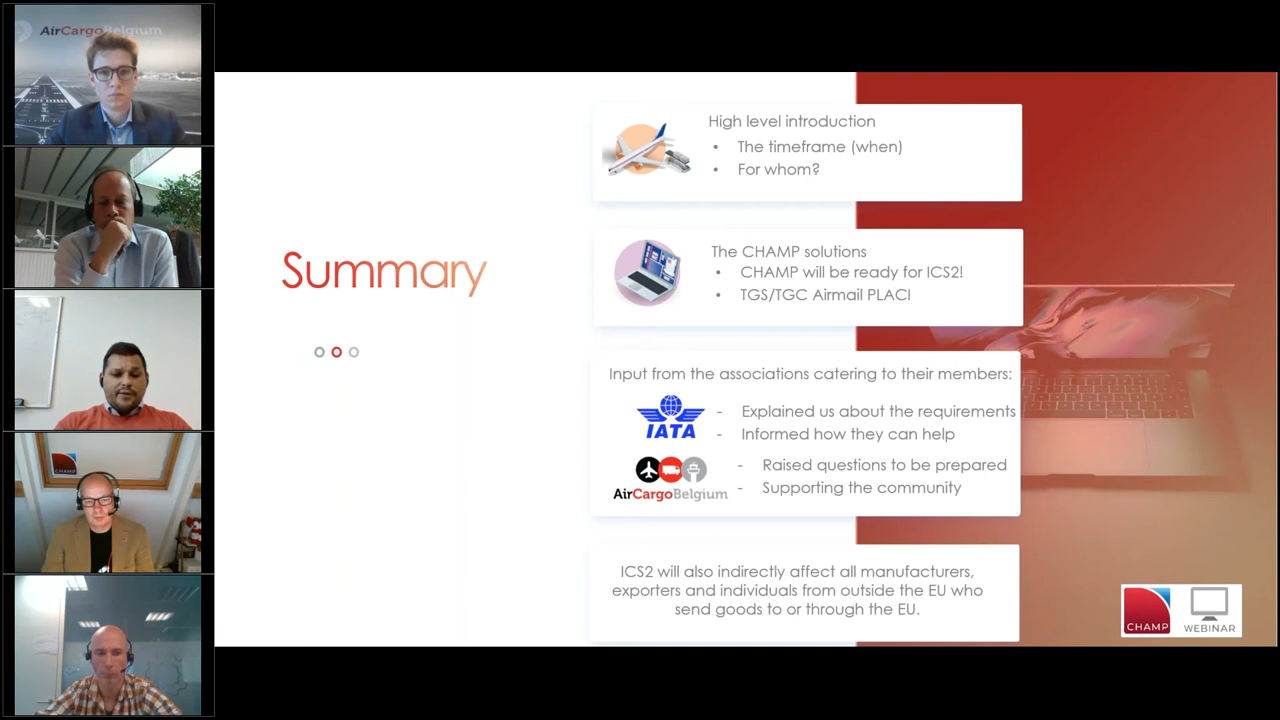 AirCargoBelgium
CHAMP
Summary
High level introduction
• The timeframe (when)
• For whom?
The CHAMP solutions
• CHAMP will be ready for ICS2!
• TGS/TGC Airmail PLACI
Input from the associations catering to their members:
IATA
- Explained us about the requirements
- Informed how they can help
AirCargoBelgium
- Raised questions to be prepared
- Supporting the community
ICS2 will also indirectly affect all manufacturers,
exporters and individuals from outside the EU who
send goods to or through the EU.
CHAMP
WEBINAR